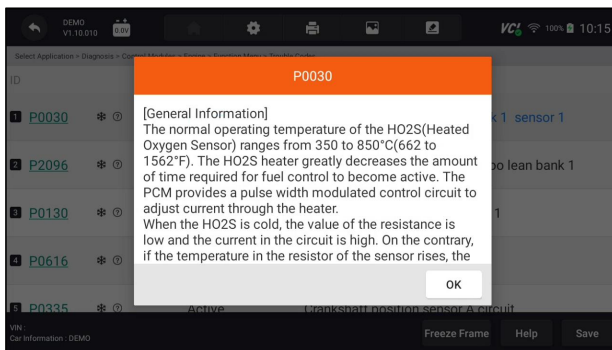 DEMO
V1.10.010
0.0V
VCI
100%
10:15
Select Application > Diagnosis > Control Modules > Engine > Function Menu > Trouble Codes
ID
P0030
[General Information]
The normal operating temperature of the HO2S(Heated
Oxygen Sensor) ranges from 350 to 850°C(662 to
1562°F). The HO2S heater greatly decreases the amount
of time required for fuel control to become active. The
PCM provides a pulse width modulated control circuit to
adjust current through the heater.
When the HO2S is cold, the value of the resistance is
low and the current in the circuit is high. On the contrary,
if the temperature in the resistor of the sensor rises, the
OK
1 P0030
1 sensor 1
2 P2096
lean bank 1
3 P0130
1
4 P0616
5 P0335 Active Crankshaft position sensor A circuit
VIN :
Car Information : DEMO
Freeze Frame Help Save